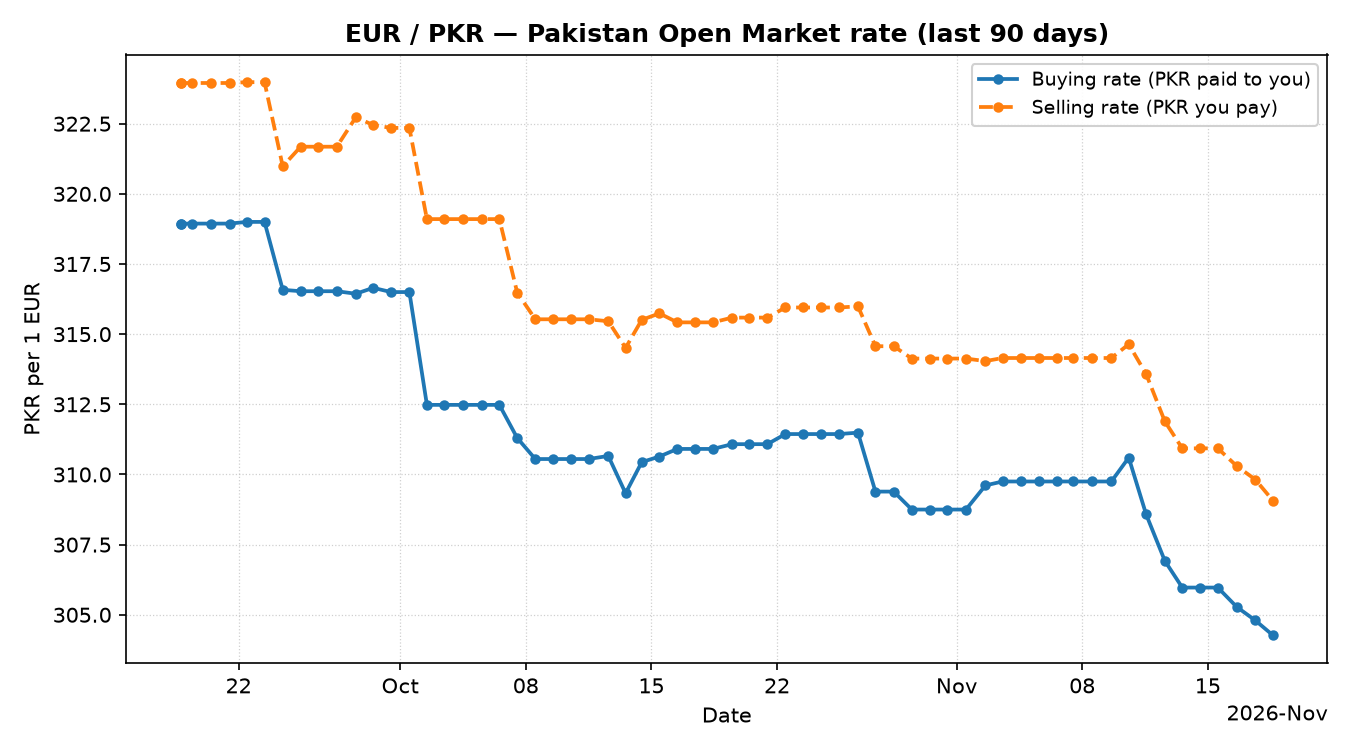 EUR / PKR — Pakistan Open Market rate (last 90 days)
Buying rate (PKR paid to you)
Selling rate (PKR you pay)
PKR per 1 EUR
322.5
320.0
317.5
315.0
312.5
310.0
307.5
305.0
22
Oct
08
15
22
Nov
08
15
Date
2026-Nov